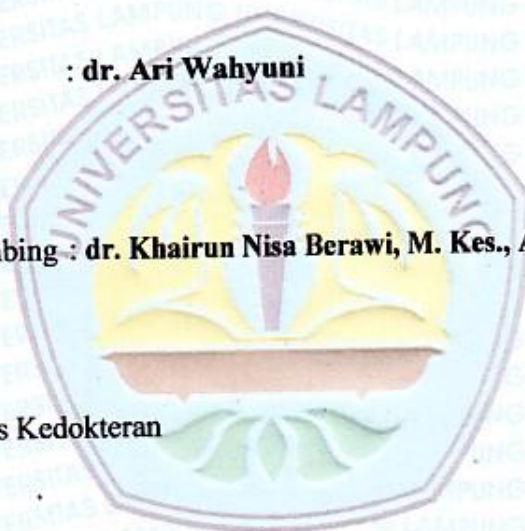 : dr. Ari Wahyuni
UNIVERSITAS LAMPUNG
bing : dr. Khairun Nisa Berawi, M. Kes., A
s Kedokteran